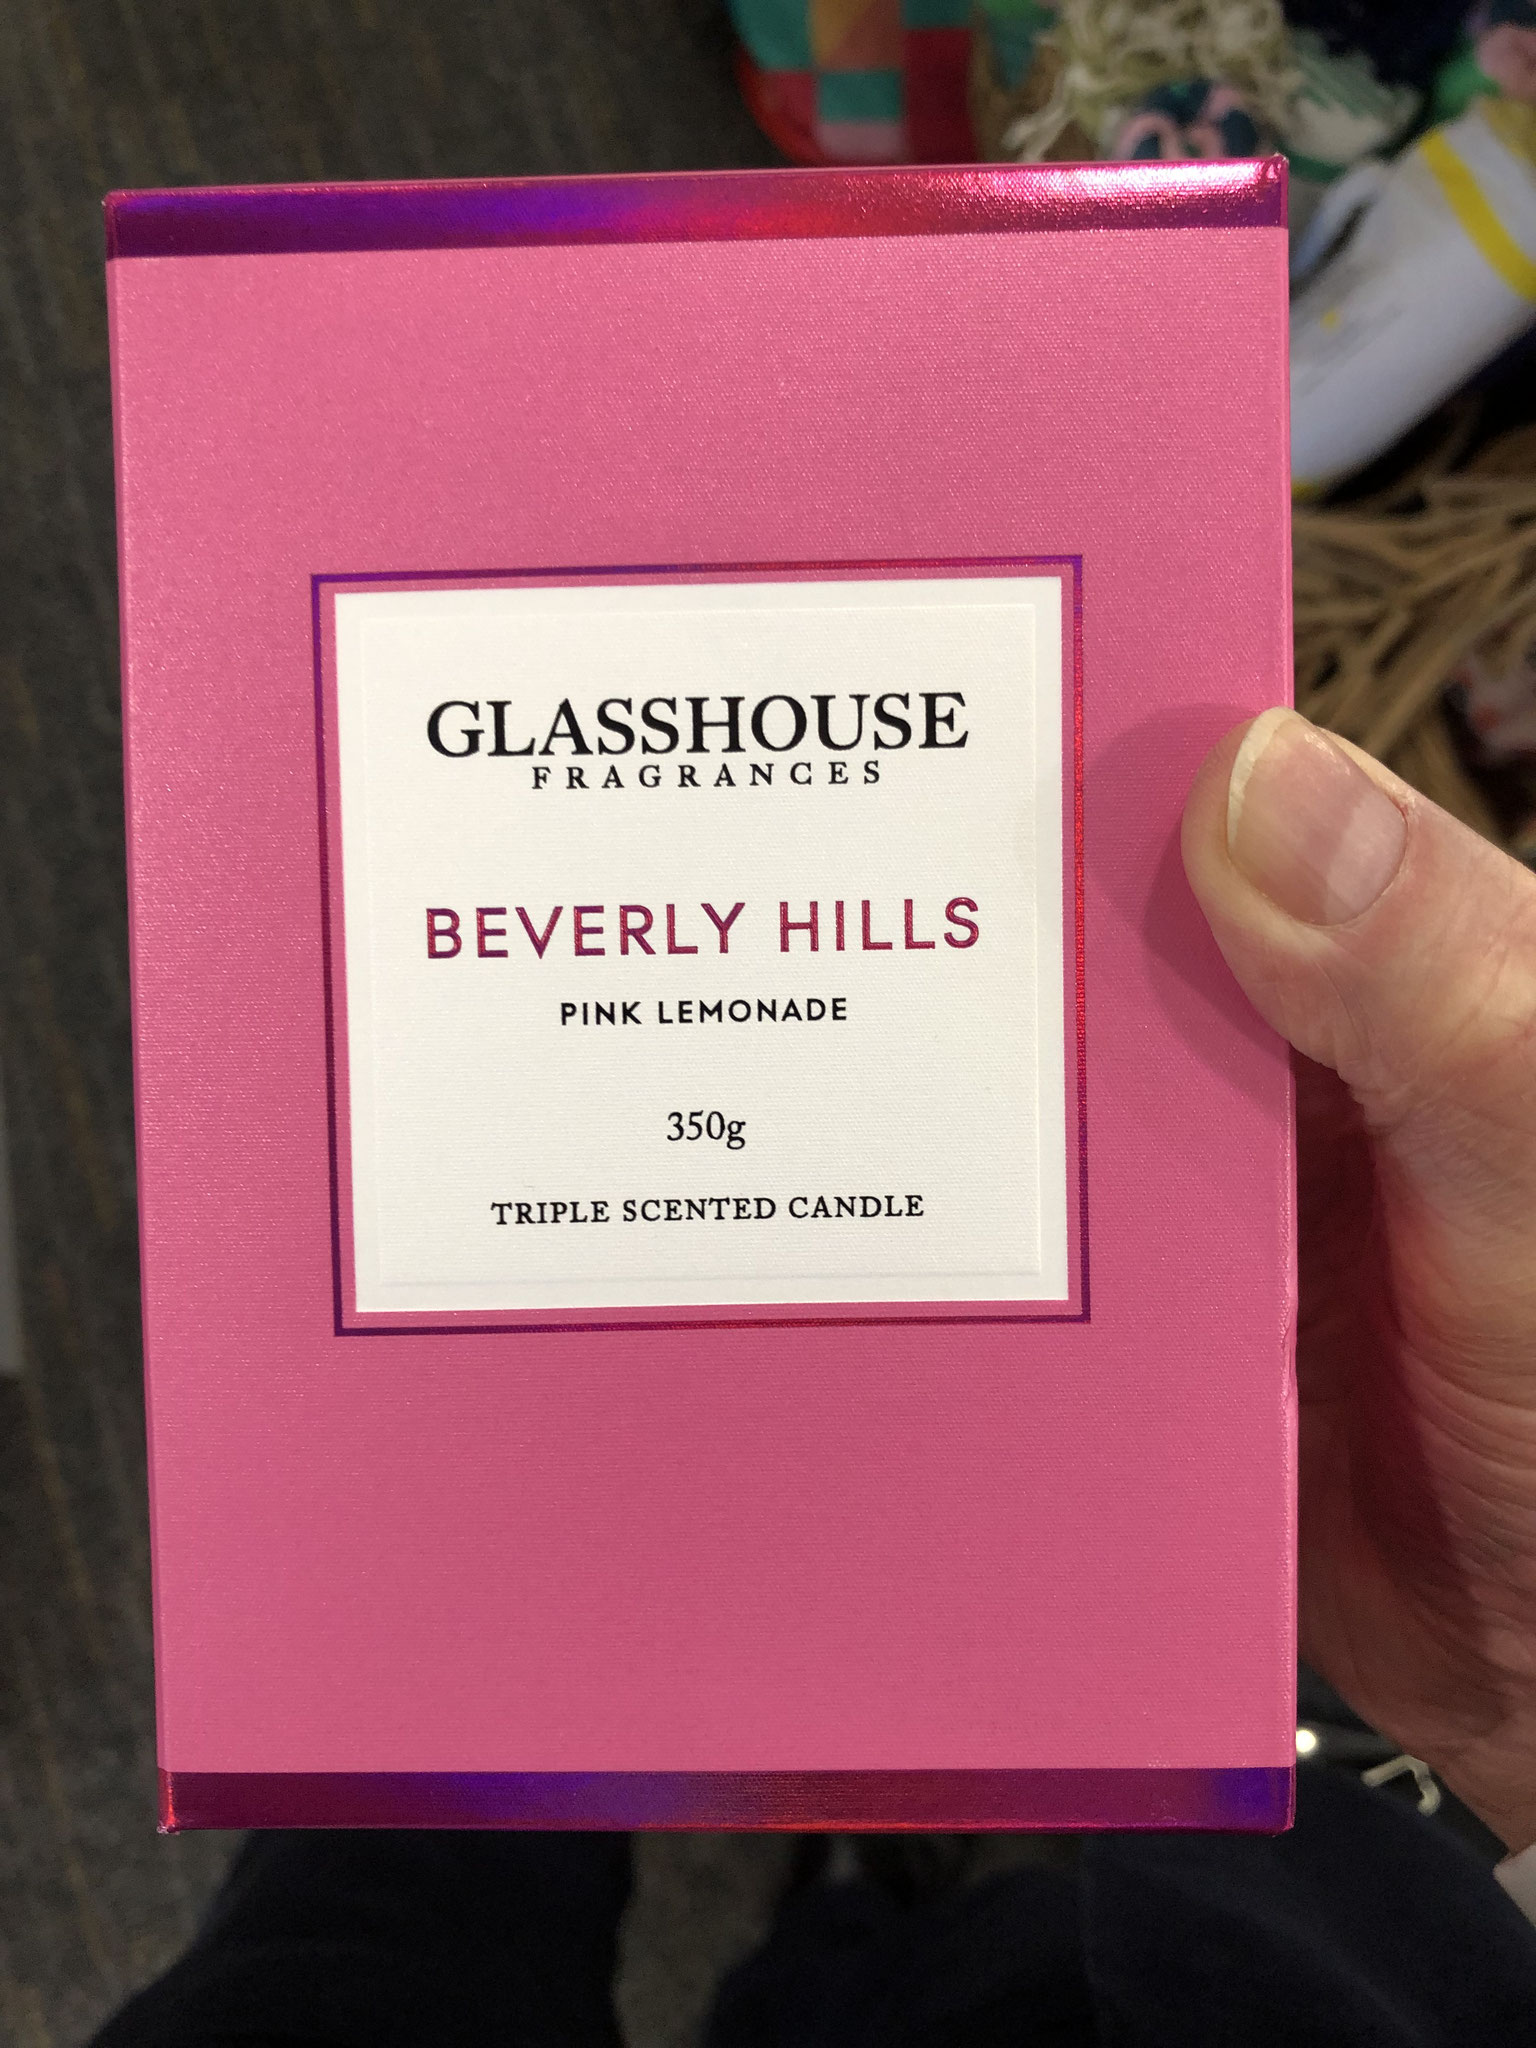 GLASSHOUSE
FRAGRANCES
BEVERLY HILLS
PINK LEMONADE
350g
TRIPLE SCENTED CANDLE